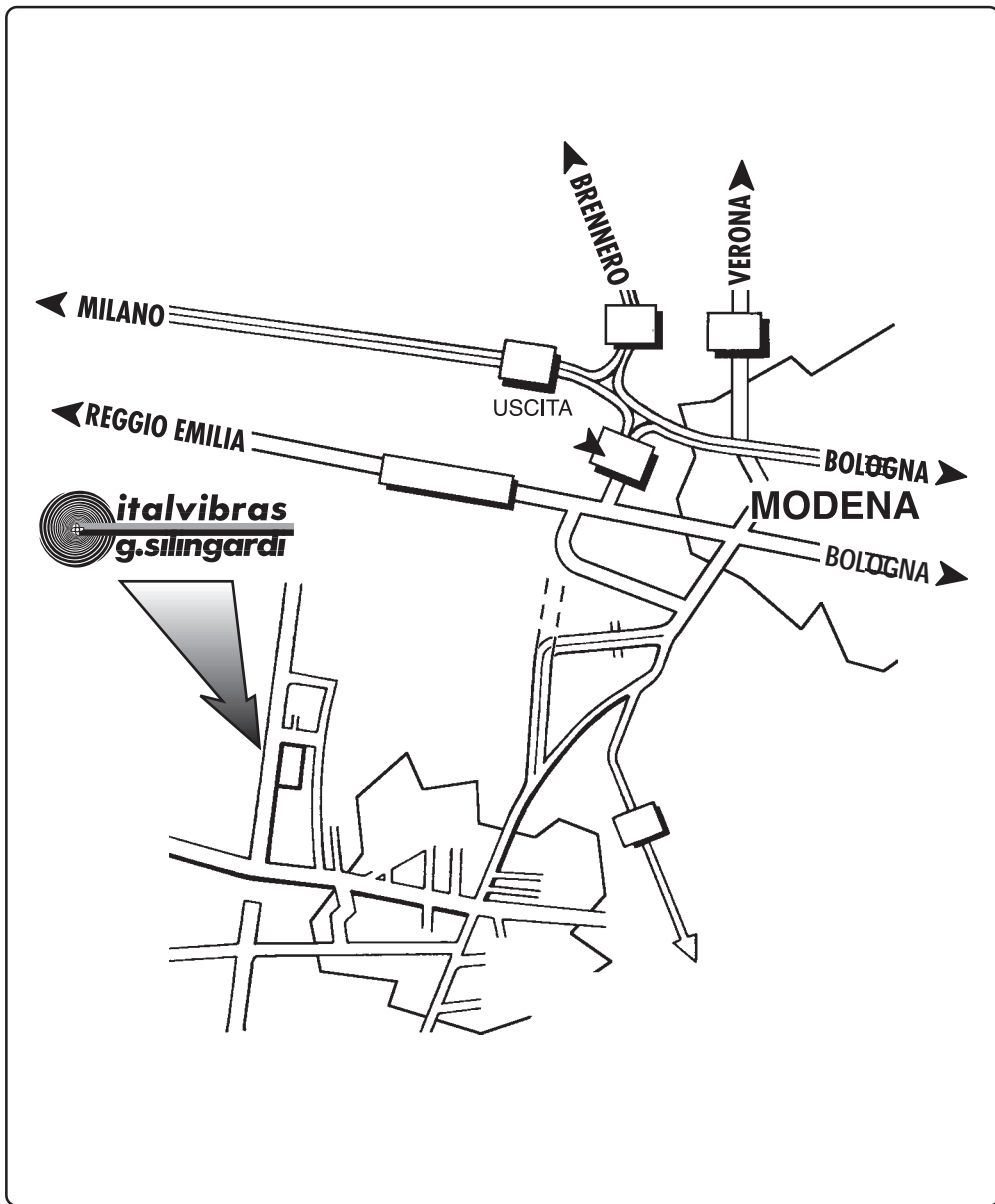 BRENNERO
VERONA
MILANO
USCITA
REGGIO EMILIA
BOLOGNA
MODENA
italvibras
g.silingardi
BOLOGNA